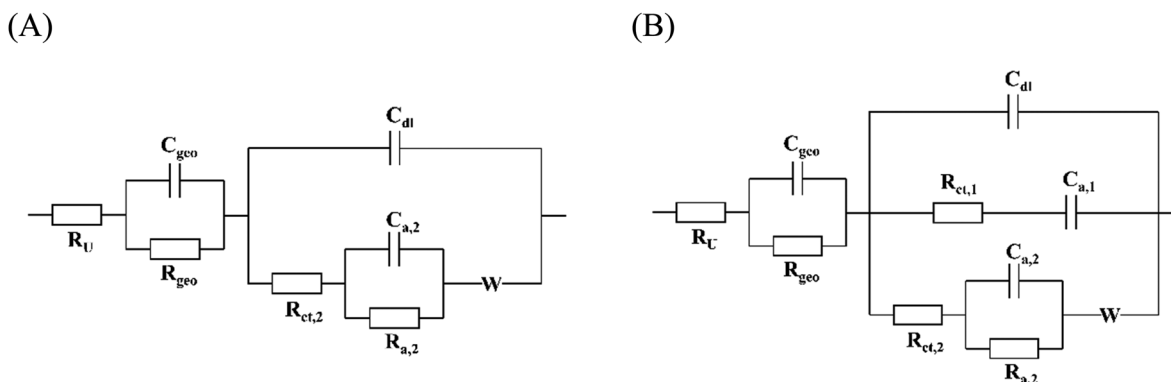 (A)
C_dl
C_geo
R_U
R_geo
C_a,2
R_ct,2
W
R_a,2
(B)
C_dl
C_geo
R_ct,1
C_a,1
R_U
R_geo
C_a,2
R_ct,2
W
R_a,2